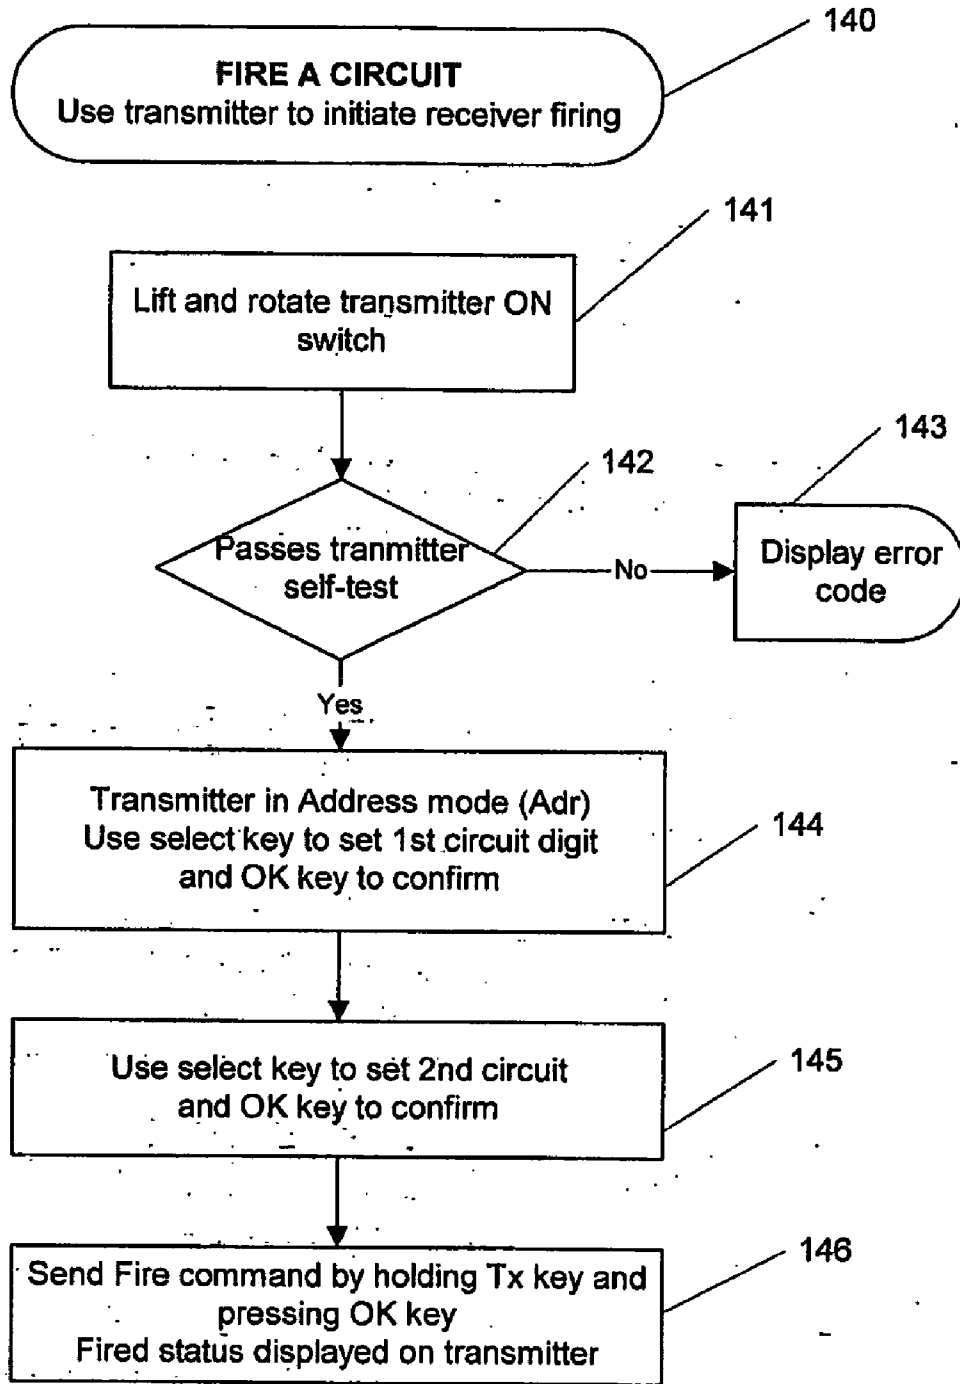 140
FIRE A CIRCUIT
Use transmitter to initiate receiver firing
141
Lift and rotate transmitter ON
switch
142
143
Passes tranmitter
self-test
No
Display error
code
Yes
Transmitter in Address mode (Adr)
Use select key to set 1st circuit digit
and OK key to confirm
144
Use select key to set 2nd circuit
and OK key to confirm
145
Send Fire command by holding Tx key and
pressing OK key
Fired status displayed on transmitter
146